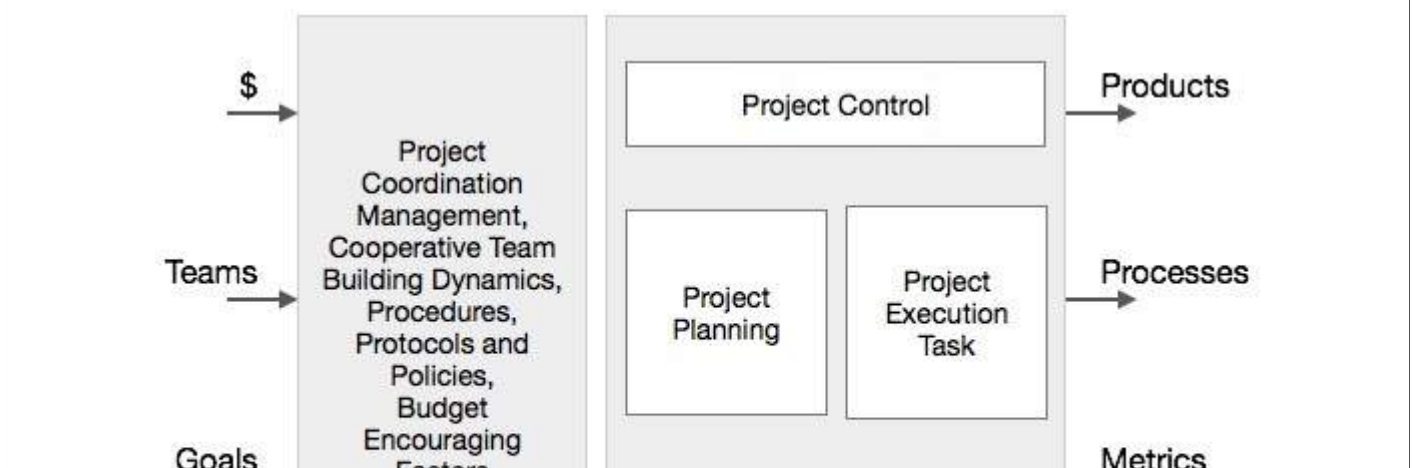 $
Teams
Goals
Project
Coordination
Management,
Cooperative Team
Building Dynamics,
Procedures,
Protocols and
Policies,
Budget
Encouraging
Factors
Project Control
Project
Planning
Project
Execution
Task
Products
Processes
Metrics